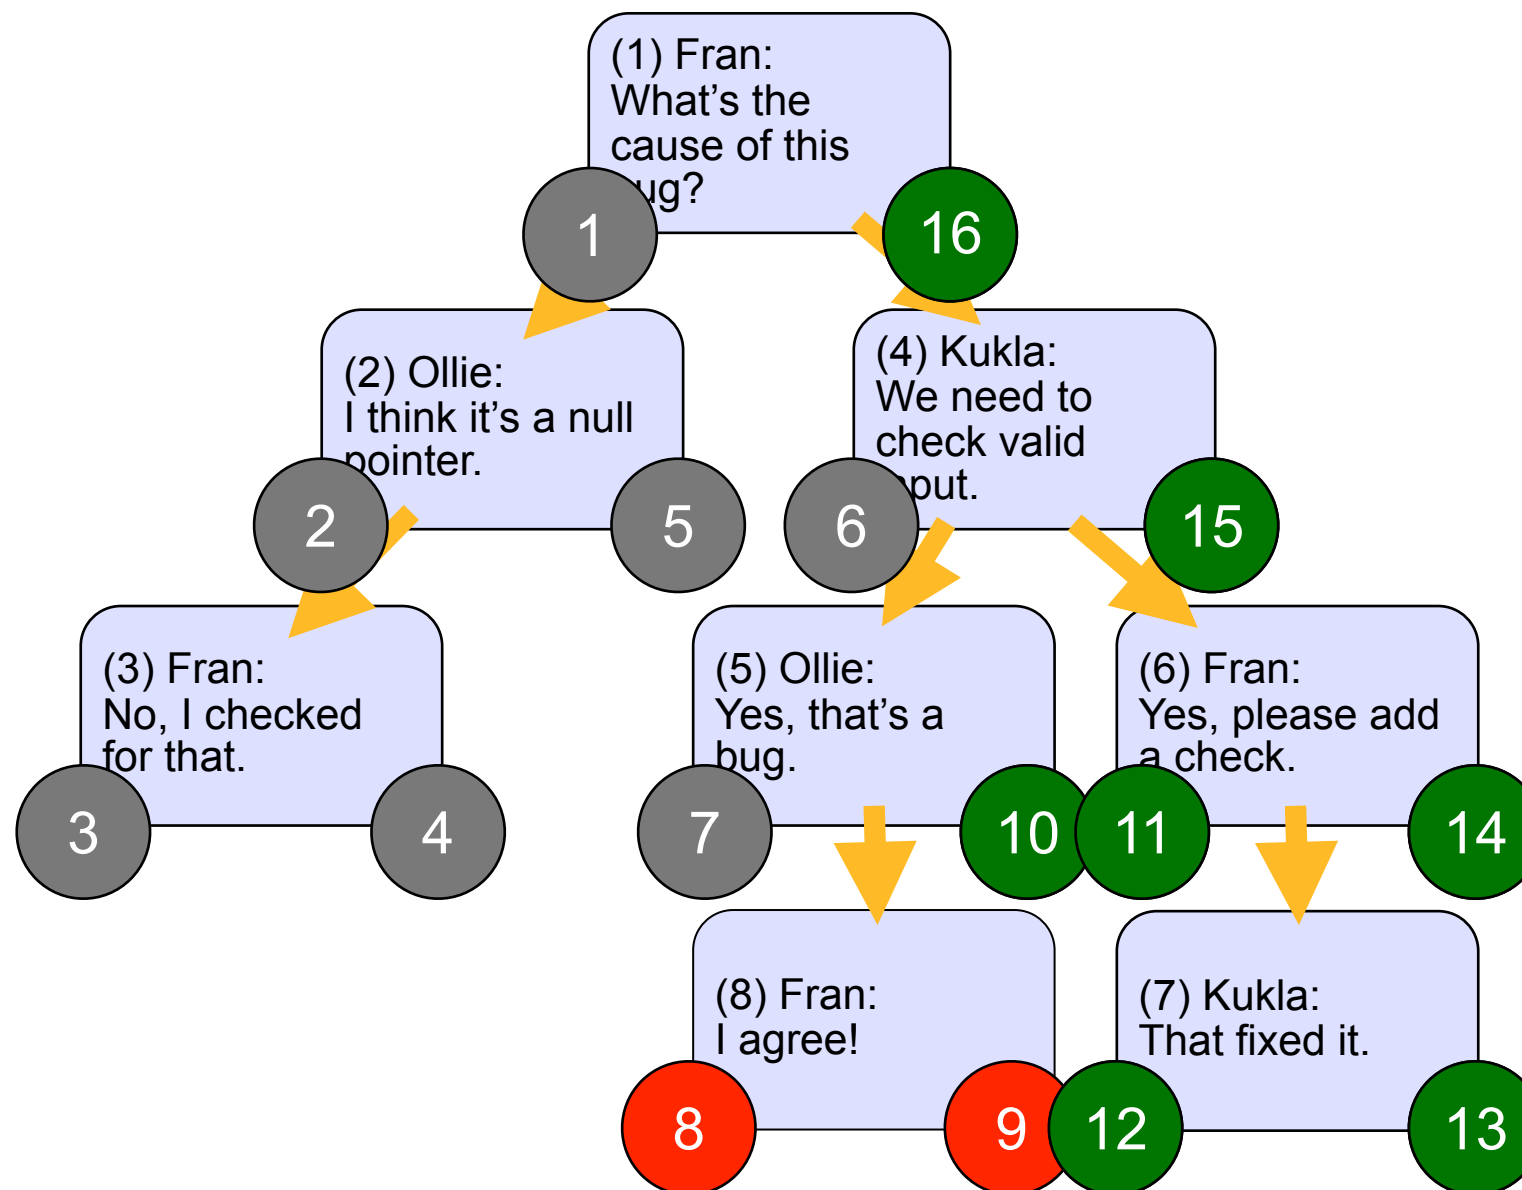 (1) Fran:
What's the
cause of this
ug?
1
16
(2) Ollie:
I think it's a null
pointer.
(4) Kukla:
We need to
check valid
put.
2
5
6
15
(3) Fran:
No, I checked
for that.
(5) Ollie:
Yes, that's a
bug.
(6) Fran:
Yes, please add
a check.
3
4
7
10
11
14
(8) Fran:
I agree!
(7) Kukla:
That fixed it.
8
9
12
13